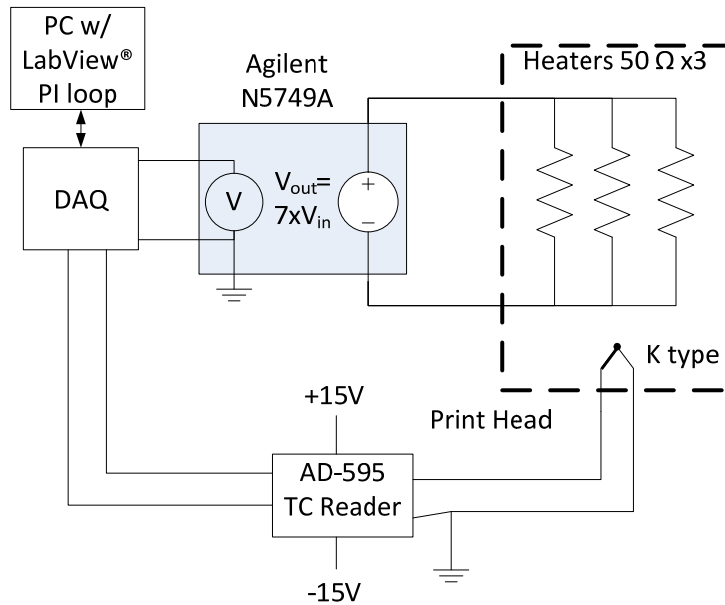 PC w/
LabView®
PI loop
Agilent
N5749A
Heaters 50 Ω x3
DAQ
V
Vout=
7xVin
+
–
K type
+15V
Print Head
AD-595
TC Reader
-15V